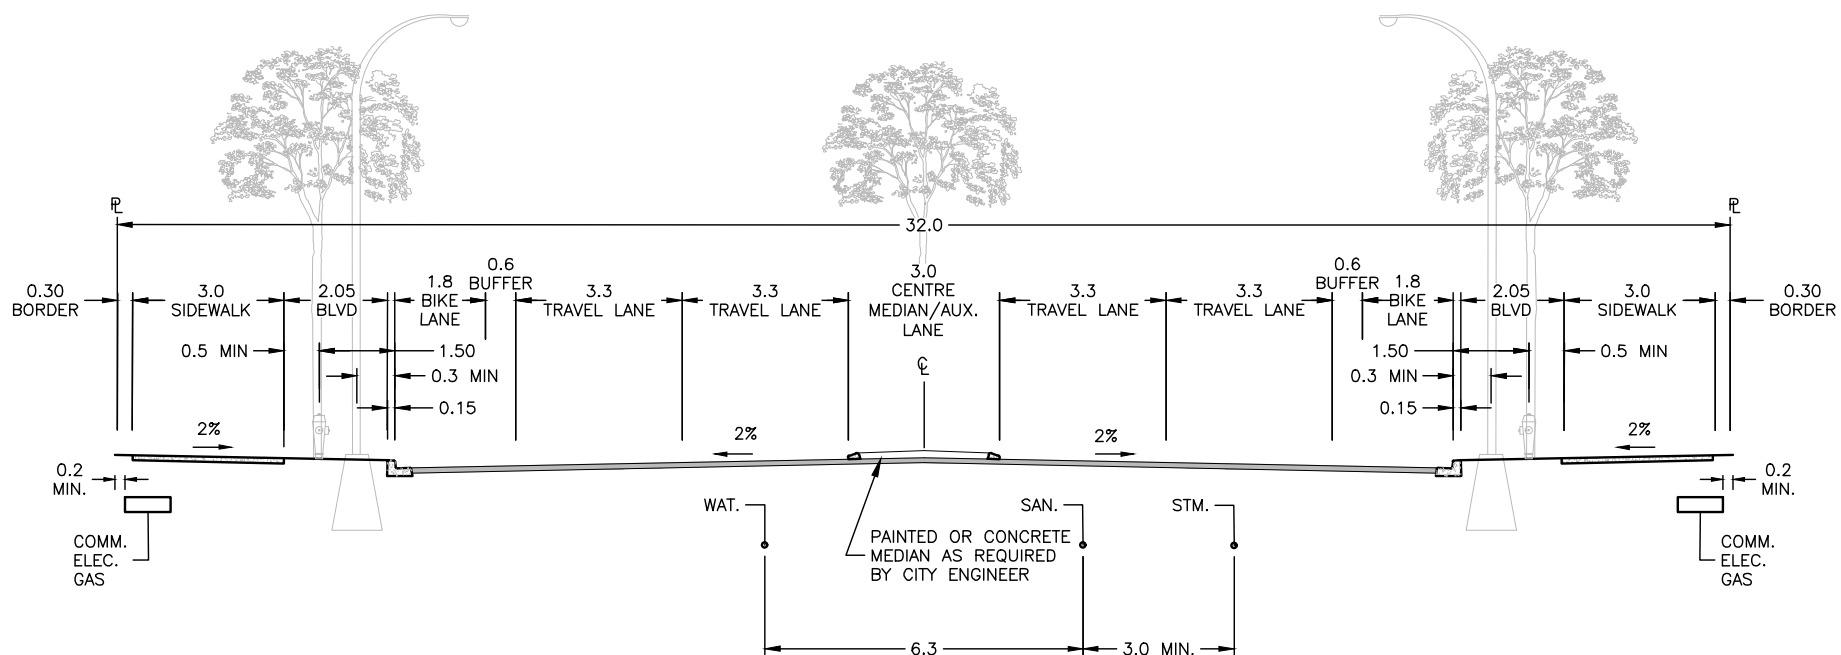 ℄
℄
32.0
0.30
BORDER
3.0
SIDEWALK
2.05
BLVD
1.8
BIKE
LANE
0.6
BUFFER
3.3
TRAVEL LANE
3.3
TRAVEL LANE
3.0
CENTRE
MEDIAN/AUX.
LANE
3.3
TRAVEL LANE
3.3
TRAVEL LANE
0.6
BUFFER
1.8
BIKE
LANE
2.05
BLVD
3.0
SIDEWALK
0.30
BORDER
0.5 MIN
1.50
℄
1.50
0.5 MIN
0.3 MIN
0.3 MIN
0.15
0.15
2%
2%
2%
2%
0.2
MIN.
0.2
MIN.
WAT.
SAN.
STM.
COMM.
ELEC.
GAS
PAINTED OR CONCRETE
MEDIAN AS REQUIRED
BY CITY ENGINEER
COMM.
ELEC.
GAS
6.3
3.0 MIN.